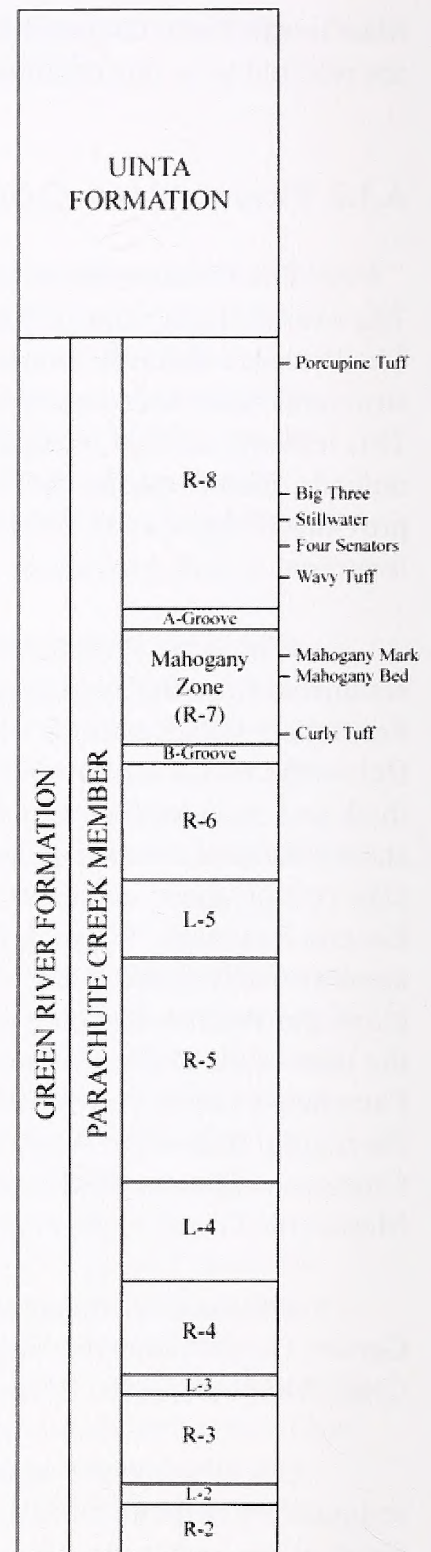 UINTA
FORMATION
GREEN RIVER FORMATION
PARACHUTE CREEK MEMBER
Porcupine Tuff
R-8
Big Three
Stillwater
Four Senators
Wavy Tuff
A-Groove
Mahogany
Zone
(R-7)
Mahogany Mark
Mahogany Bed
Curly Tuff
B-Groove
R-6
L-5
R-5
L-4
R-4
L-3
R-3
L-2
R-2